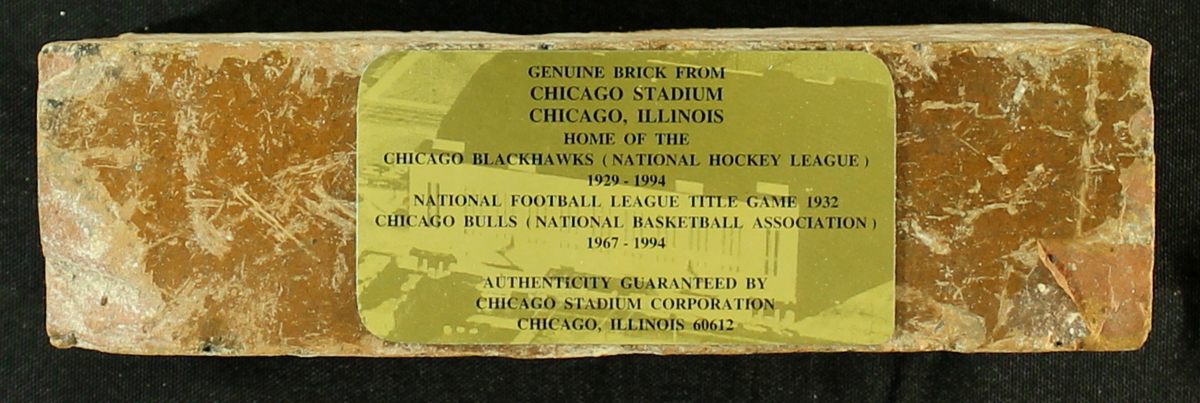 GENUINE BRICK FROM
CHICAGO STADIUM
CHICAGO, ILLINOIS
HOME OF THE
CHICAGO BLACKHAWKS ( NATIONAL HOCKEY LEAGUE )
1929 - 1994
NATIONAL FOOTBALL LEAGUE TITLE GAME 1932
CHICAGO BULLS ( NATIONAL BASKETBALL ASSOCIATION )
1967 - 1994
AUTHENTICITY GUARANTEED BY
CHICAGO STADIUM CORPORATION
CHICAGO, ILLINOIS 60612